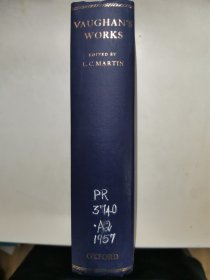 VAUGHAN'S
WORKS
EDITED BY
L. C. MARTIN
PR
3740
.A2
1957
OXFORD